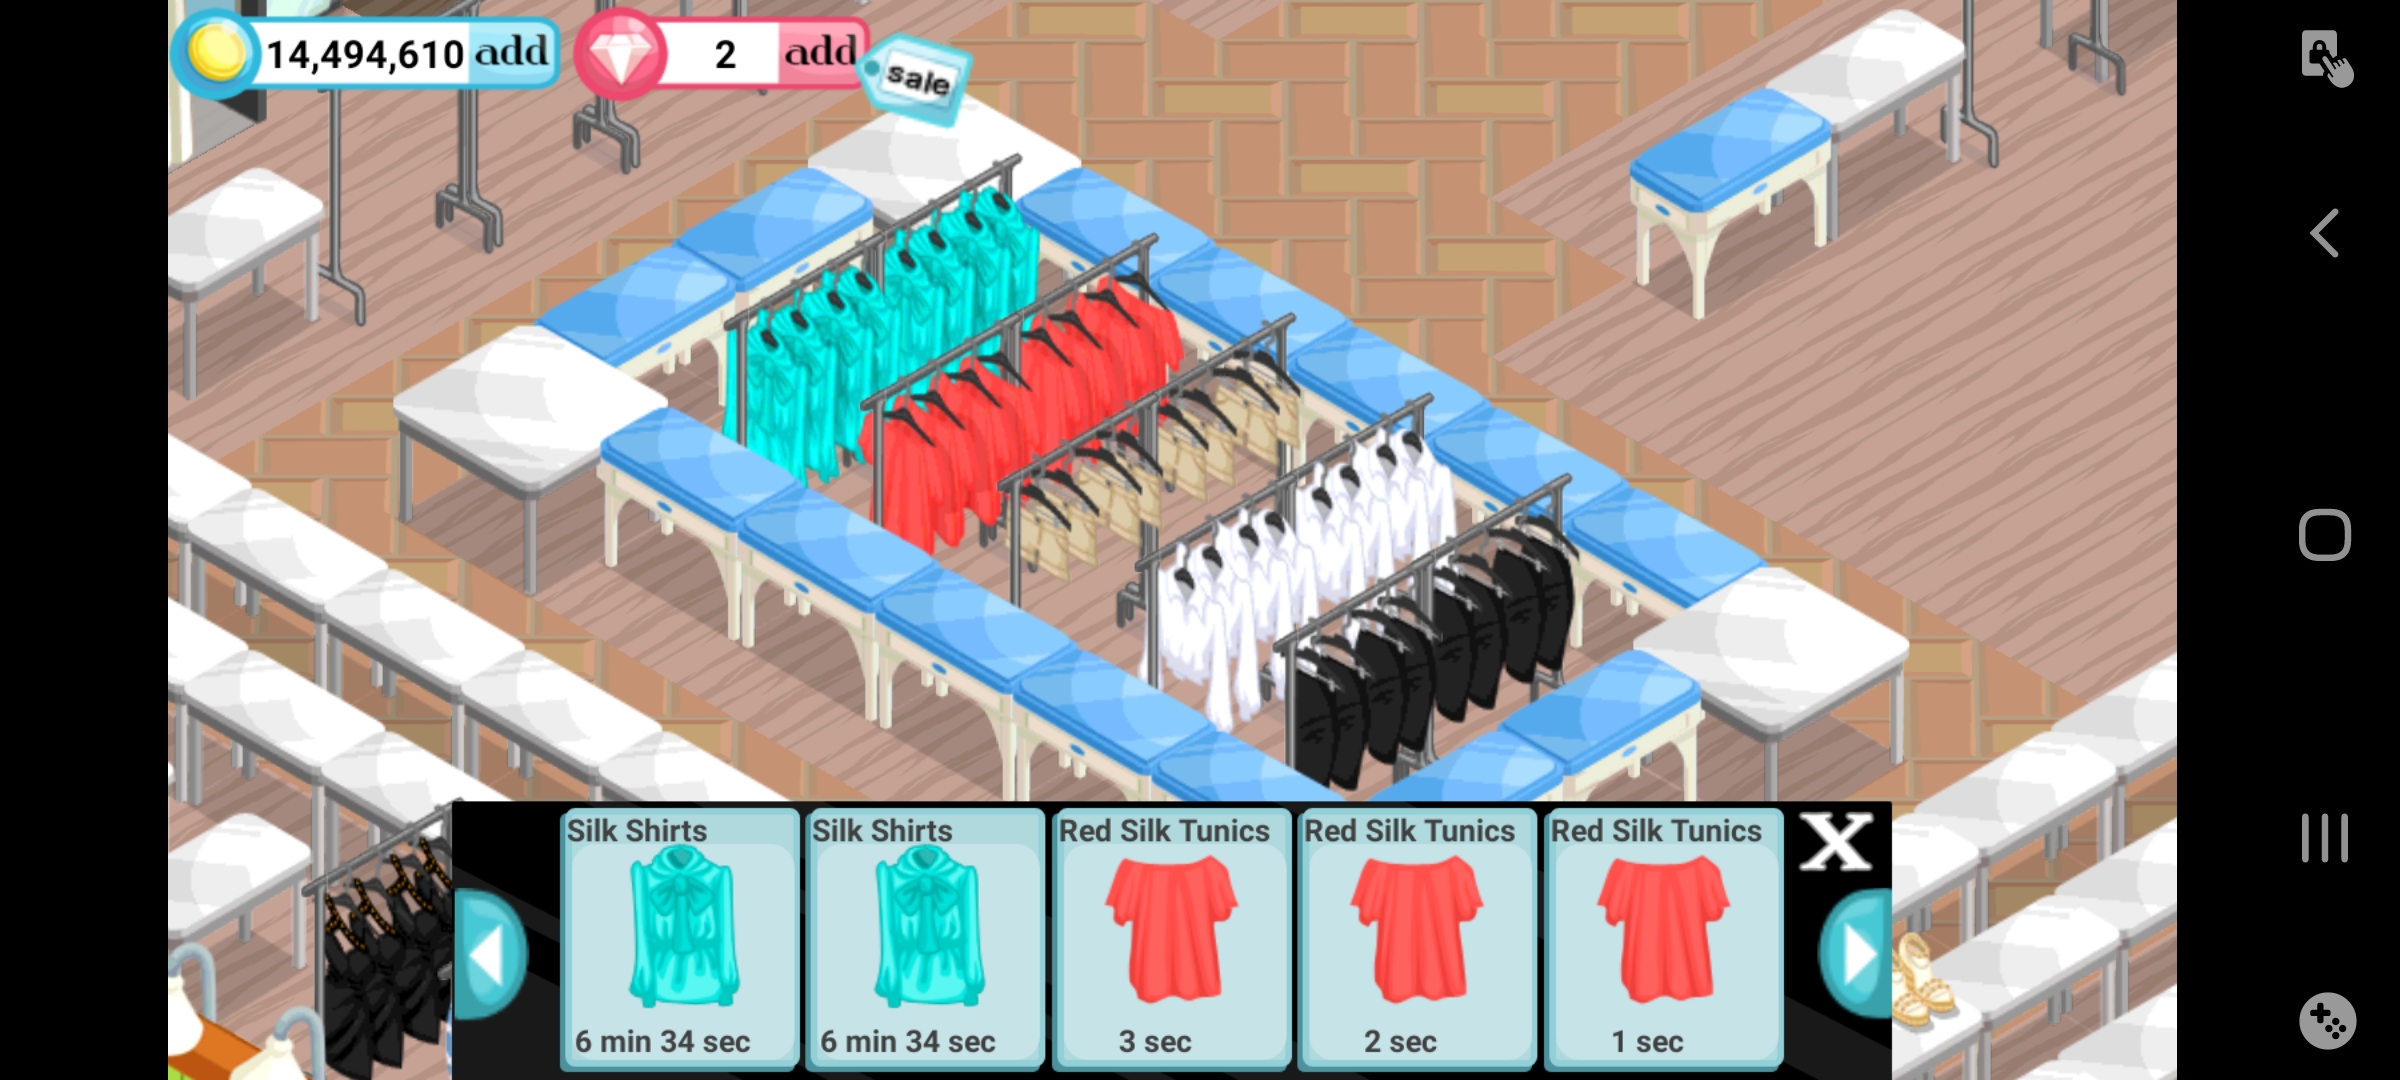 14,494,610 add
2 add
sale
Silk Shirts
6 min 34 sec
Silk Shirts
6 min 34 sec
Red Silk Tunics
3 sec
Red Silk Tunics
2 sec
Red Silk Tunics
1 sec
X